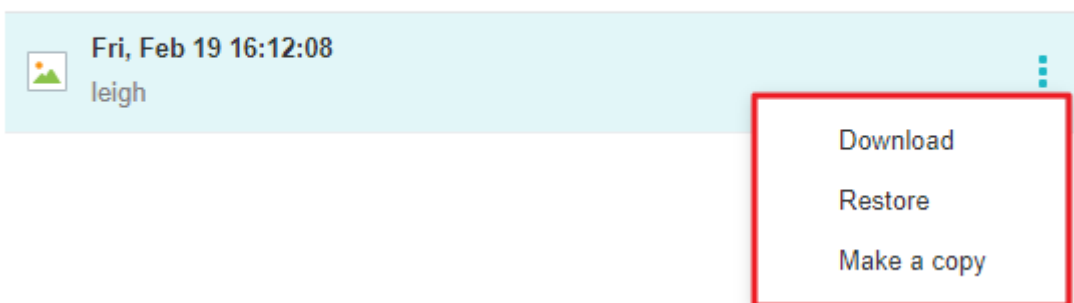 Fri, Feb 19 16:12:08
leigh
Download
Restore
Make a copy